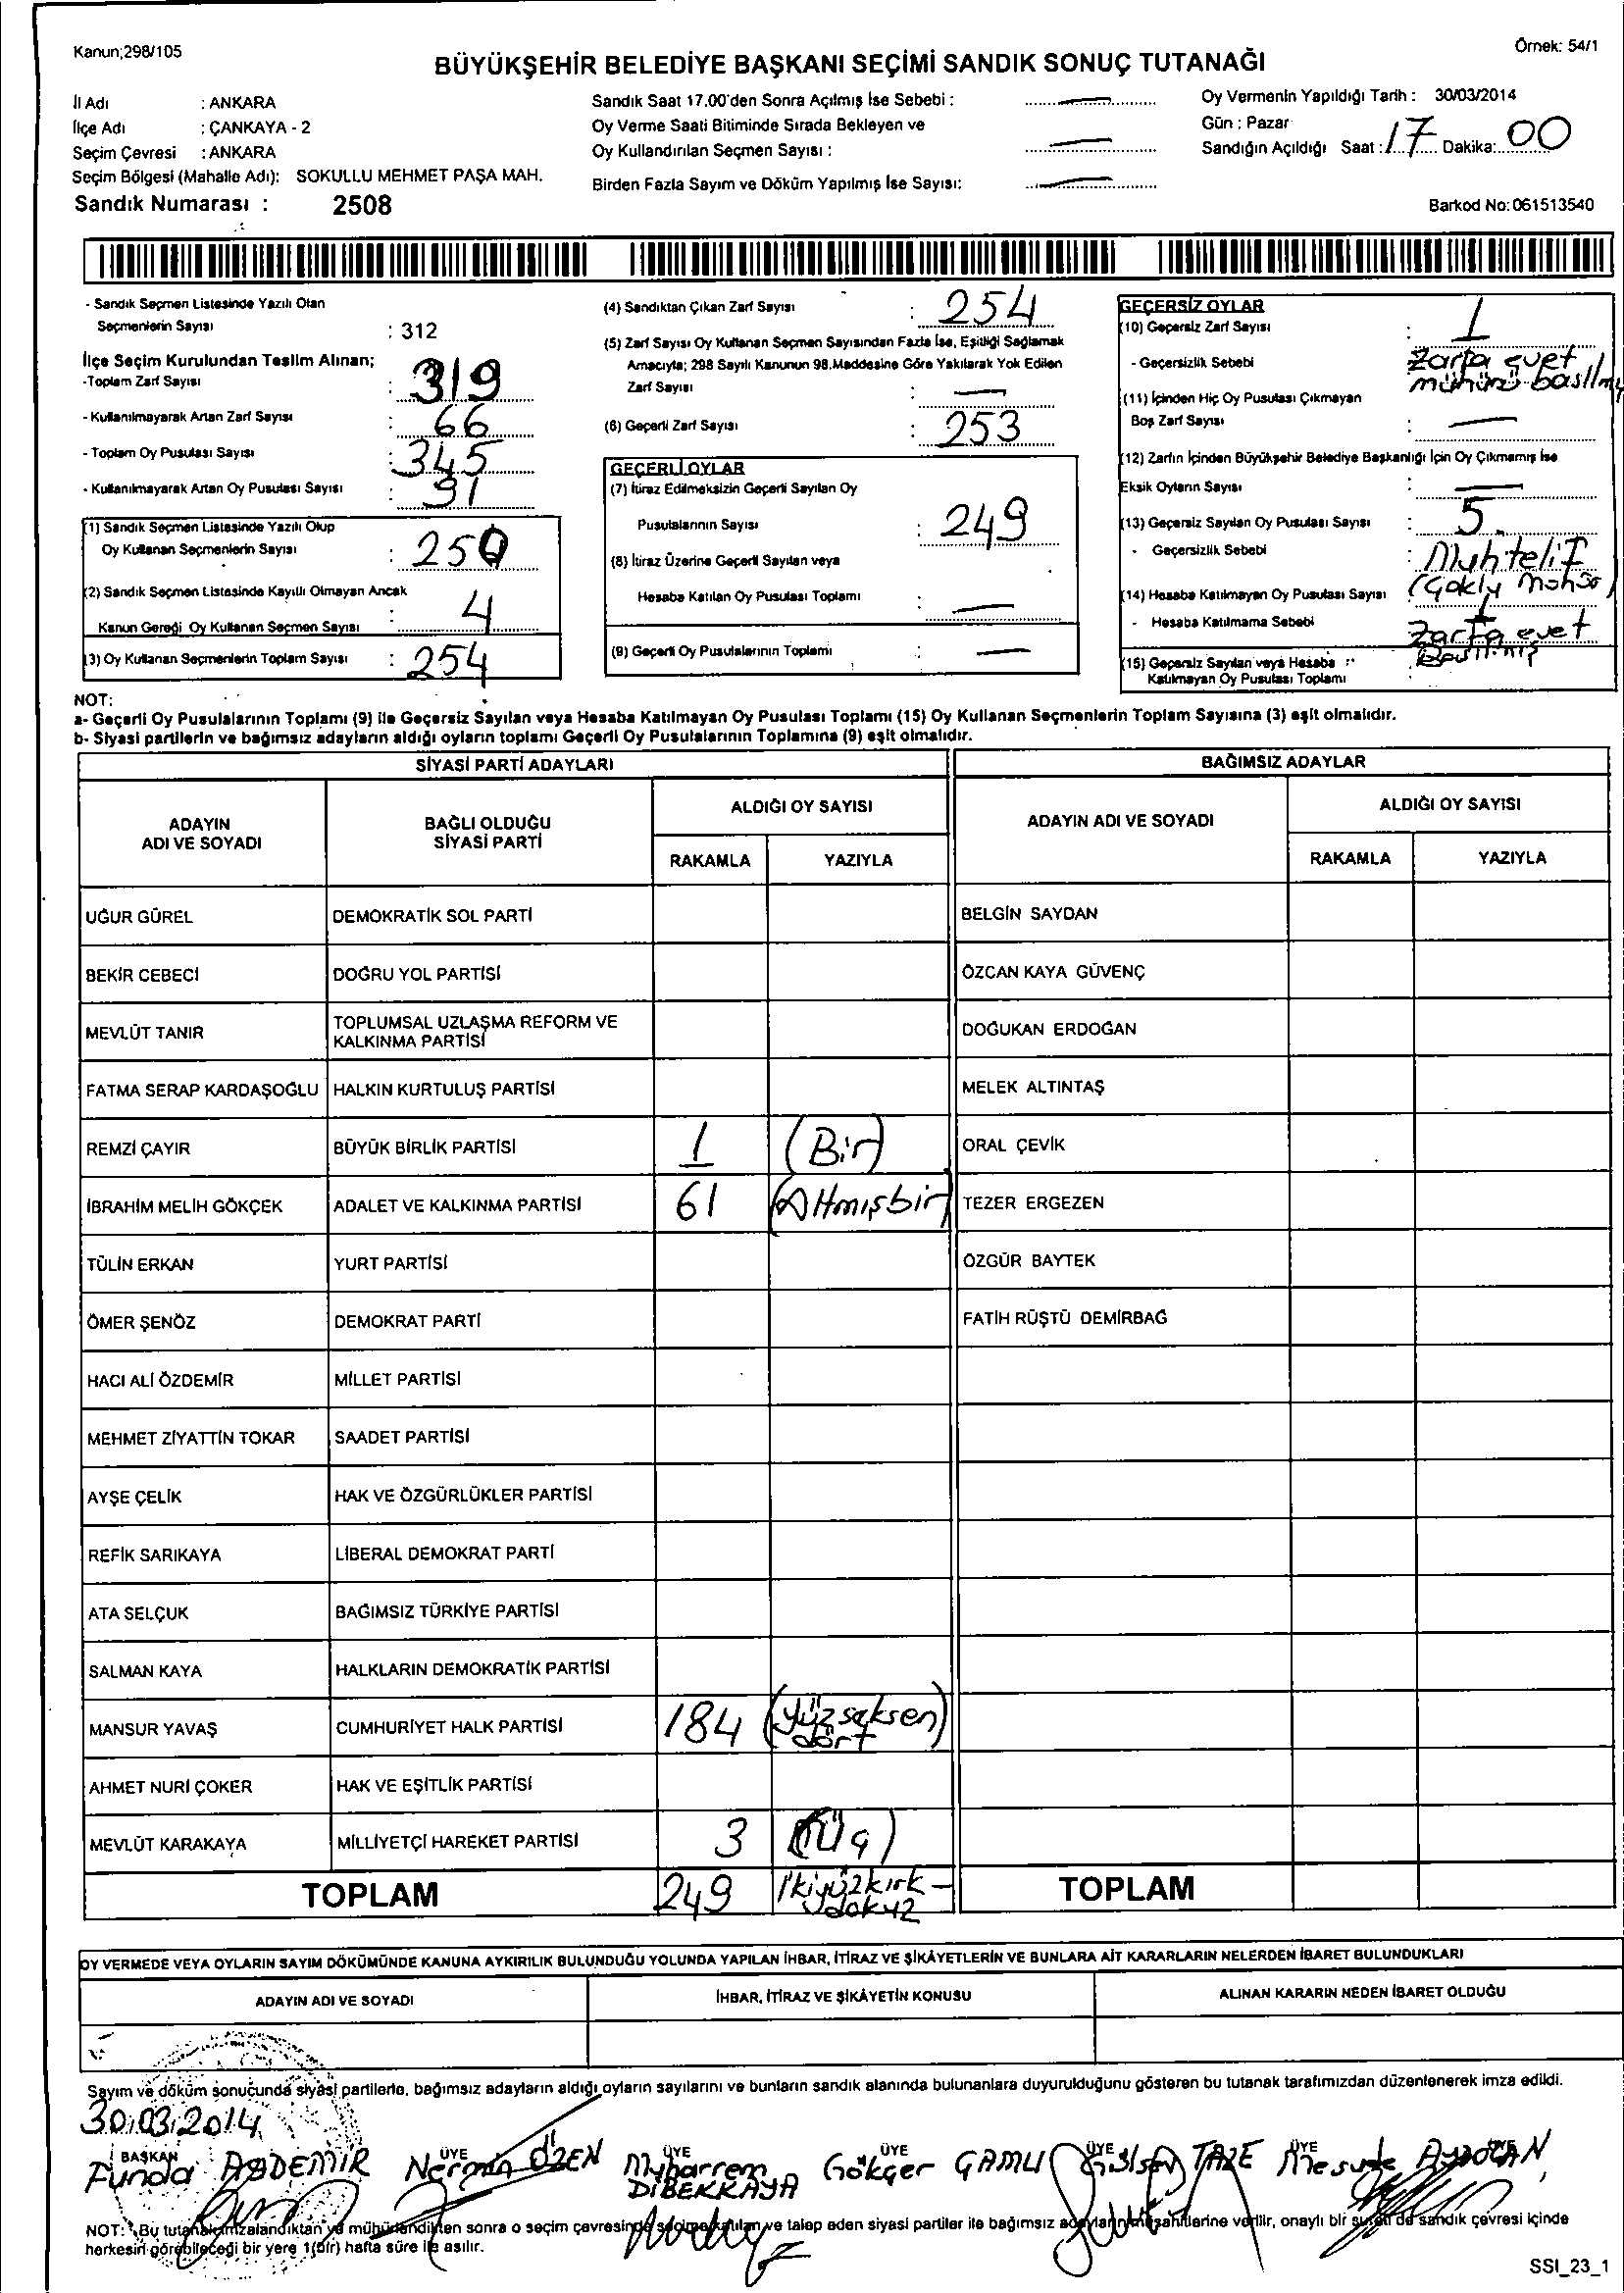 Kanun;298/105
Örnek: 54/1
BÜYÜKŞEHİR BELEDİYE BAŞKANI SEÇİMİ SANDIK SONUÇ TUTANAĞI
İl Adı : ANKARA
İlçe Adı : ÇANKAYA - 2
Seçim Çevresi : ANKARA
Seçim Bölgesi (Mahalle Adı): SOKULLU MEHMET PAŞA MAH.
Sandık Numarası : 2508
Sandık Saat 17.00'den Sonra Açılmış İse Sebebi :
Oy Verme Saati Bitiminde Sırada Bekleyen ve
Oy Kullandırılan Seçmen Sayısı :
Birden Fazla Sayım ve Döküm Yapılmış İse Sayısı:
Oy Vermenin Yapıldığı Tarih : 30/03/2014
Gün : Pazar
Sandığın Açıldığı Saat : 17 Dakika: 00
Barkod No: 061513540
- Sandık Seçmen Listesinde Yazılı Olan
Seçmenlerin Sayısı : 312
İlçe Seçim Kurulundan Teslim Alınan;
-Toplam Zarf Sayısı : 319
- Kullanılmayarak Artan Zarf Sayısı : 66
- Toplam Oy Pusulası Sayısı : 345
- Kullanılmayarak Artan Oy Pusulası Sayısı : 91
(1) Sandık Seçmen Listesinde Yazılı Olup
Oy Kullanan Seçmenlerin Sayısı : 250
(2) Sandık Seçmen Listesinde Kayıtlı Olmayan Ancak
Kanun Gereği Oy Kullanan Seçmen Sayısı : 4
(3) Oy Kullanan Seçmenlerin Toplam Sayısı : 254
(4) Sandıktan Çıkan Zarf Sayısı : 254
(5) Zarf Sayısı Oy Kullanan Seçmen Sayısından Fazla İse, Eşitliği Sağlamak
Amacıyla; 298 Sayılı Kanunun 98.Maddesine Göre Yakılarak Yok Edilen
Zarf Sayısı : —
(6) Geçerli Zarf Sayısı : 253
GEÇERLİ OYLAR
(7) İtiraz Edilmeksizin Geçerli Sayılan Oy
Pusulalarının Sayısı : 249
(8) İtiraz Üzerine Geçerli Sayılan veya
Hesaba Katılan Oy Pusulası Toplamı : —
(9) Geçerli Oy Pusulalarının Toplamı : —
GEÇERSİZ OYLAR
(10) Geçersiz Zarf Sayısı : 1
- Geçersizlik Sebebi : Zarfa evet
mührü basılmış
(11) İçinden Hiç Oy Pusulası Çıkmayan
Boş Zarf Sayısı : —
(12) Zarfın İçinden Büyükşehir Belediye Başkanlığı İçin Oy Çıkmamış İse
Eksik Oyların Sayısı : —
(13) Geçersiz Sayılan Oy Pusulası Sayısı : 5
- Geçersizlik Sebebi : Muhtelif
(14) Hesaba Katılmayan Oy Pusulası Sayısı
- Hesaba Katılmama Sebebi
Zarfa evet
(15) Geçersiz Sayılan veya Hesaba
Katılmayan Oy Pusulası Toplamı :
NOT:
a- Geçerli Oy Pusulalarının Toplamı (9) ile Geçersiz Sayılan veya Hesaba Katılmayan Oy Pusulası Toplamı (15) Oy Kullanan Seçmenlerin Toplam Sayısına (3) eşit olmalıdır.
b- Siyasi partilerin ve bağımsız adayların aldığı oyların toplamı Geçerli Oy Pusulalarının Toplamına (9) eşit olmalıdır.
SİYASİ PARTİ ADAYLARI
ADAYIN
ADI VE SOYADI
BAĞLI OLDUĞU
SİYASİ PARTİ
ALDIĞI OY SAYISI
RAKAMLA YAZIYLA
BAĞIMSIZ ADAYLAR
ADAYIN ADI VE SOYADI
ALDIĞI OY SAYISI
RAKAMLA YAZIYLA
UĞUR GÜREL DEMOKRATİK SOL PARTİ BELGİN SAYDAN
BEKİR CEBECİ DOĞRU YOL PARTİSİ ÖZCAN KAYA GÜVENÇ
MEVLÜT TANIR TOPLUMSAL UZLAŞMA REFORM VE
KALKINMA PARTİSİ DOĞUKAN ERDOĞAN
FATMA SERAP KARDAŞOĞLU HALKIN KURTULUŞ PARTİSİ MELEK ALTINTAŞ
REMZİ ÇAYIR BÜYÜK BİRLİK PARTİSİ 1 (Bir) ORAL ÇEVİK
İBRAHİM MELİH GÖKÇEK ADALET VE KALKINMA PARTİSİ 61 (Altmışbir) TEZER ERGEZEN
TÜLİN ERKAN YURT PARTİSİ ÖZGÜR BAYTEK
ÖMER ŞENÖZ DEMOKRAT PARTİ FATİH RÜŞTÜ DEMİRBAĞ
HACI ALİ ÖZDEMİR MİLLET PARTİSİ
MEHMET ZİYATTİN TOKAR SAADET PARTİSİ
AYŞE ÇELİK HAK VE ÖZGÜRLÜKLER PARTİSİ
REFİK SARIKAYA LİBERAL DEMOKRAT PARTİ
ATA SELÇUK BAĞIMSIZ TÜRKİYE PARTİSİ
SALMAN KAYA HALKLARIN DEMOKRATİK PARTİSİ
MANSUR YAVAŞ CUMHURİYET HALK PARTİSİ 184 (yüzseksen
dört)
AHMET NURİ ÇOKER HAK VE EŞİTLİK PARTİSİ
MEVLÜT KARAKAYA MİLLİYETÇİ HAREKET PARTİSİ 3 (Üç)
TOPLAM 249 İkiyüzkırk-
dokuz
TOPLAM
OY VERMEDE VEYA OYLARIN SAYIM DÖKÜMÜNDE KANUNA AYKIRILIK BULUNDUĞU YOLUNDA YAPILAN İHBAR, İTİRAZ VE ŞİKÂYETLERİN VE BUNLARA AİT KARARLARIN NELERDEN İBARET BULUNDUKLARI
ADAYIN ADI VE SOYADI İHBAR, İTİRAZ VE ŞİKÂYETİN KONUSU ALINAN KARARIN NEDEN İBARET OLDUĞU
Sayım ve döküm sonucunda siyasi partilerle, bağımsız adayların aldığı oyların sayılarını ve bunların sandık alanında bulunanlara duyurulduğunu gösteren bu tutanak tarafımızdan düzenlenerek imza edildi.
30.03.2014
BAŞKAN ÜYE ÜYE ÜYE ÜYE ÜYE
Funda Nermin ÖZEN Muharrem Gökçer GAMLI TAZE Mesude
DİBEKKAYA
NOT: Bu tutanak imzalandıktan ve mühürlendikten sonra o seçim çevresinde seçime katılan ve talep eden siyasi partiler ile bağımsız adayların müşahitlerine verilir, onaylı bir sureti de sandık çevresi içinde
herkesin görebileceği bir yere 1(bir) hafta süre ile asılır.
SSI_23_1